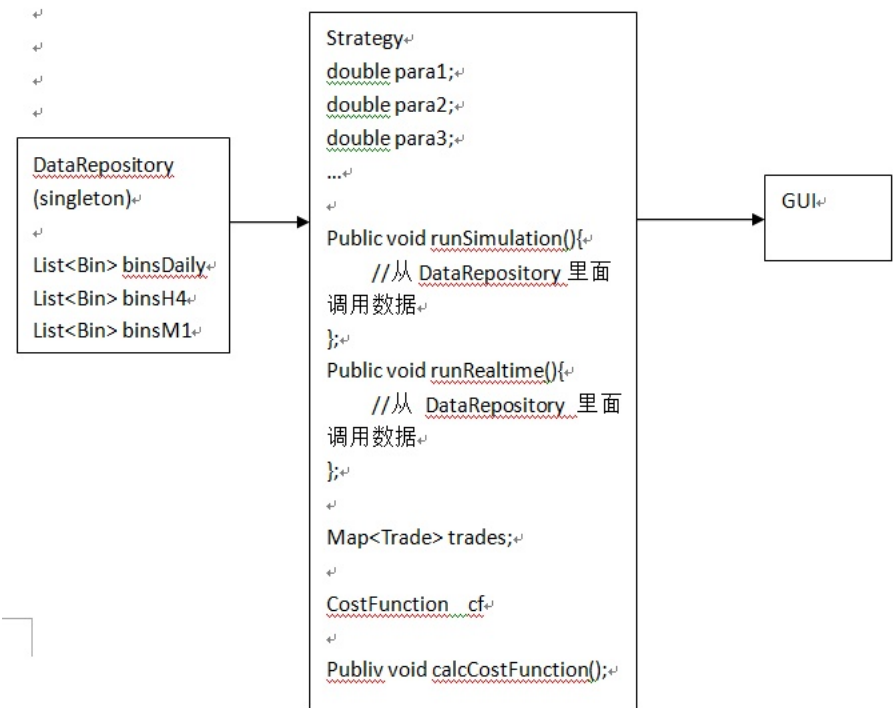 DataRepository
(singleton)
List<Bin> binsDaily
List<Bin> binsH4
List<Bin> binsM1
Strategy
double para1;
double para2;
double para3;
...
Public void runSimulation(){
//从 DataRepository 里面
调用数据
};
Public void runRealtime(){
//从 DataRepository 里面
调用数据
};
Map<Trade> trades;
CostFunction cf
Publiv void calcCostFunction();
GUI